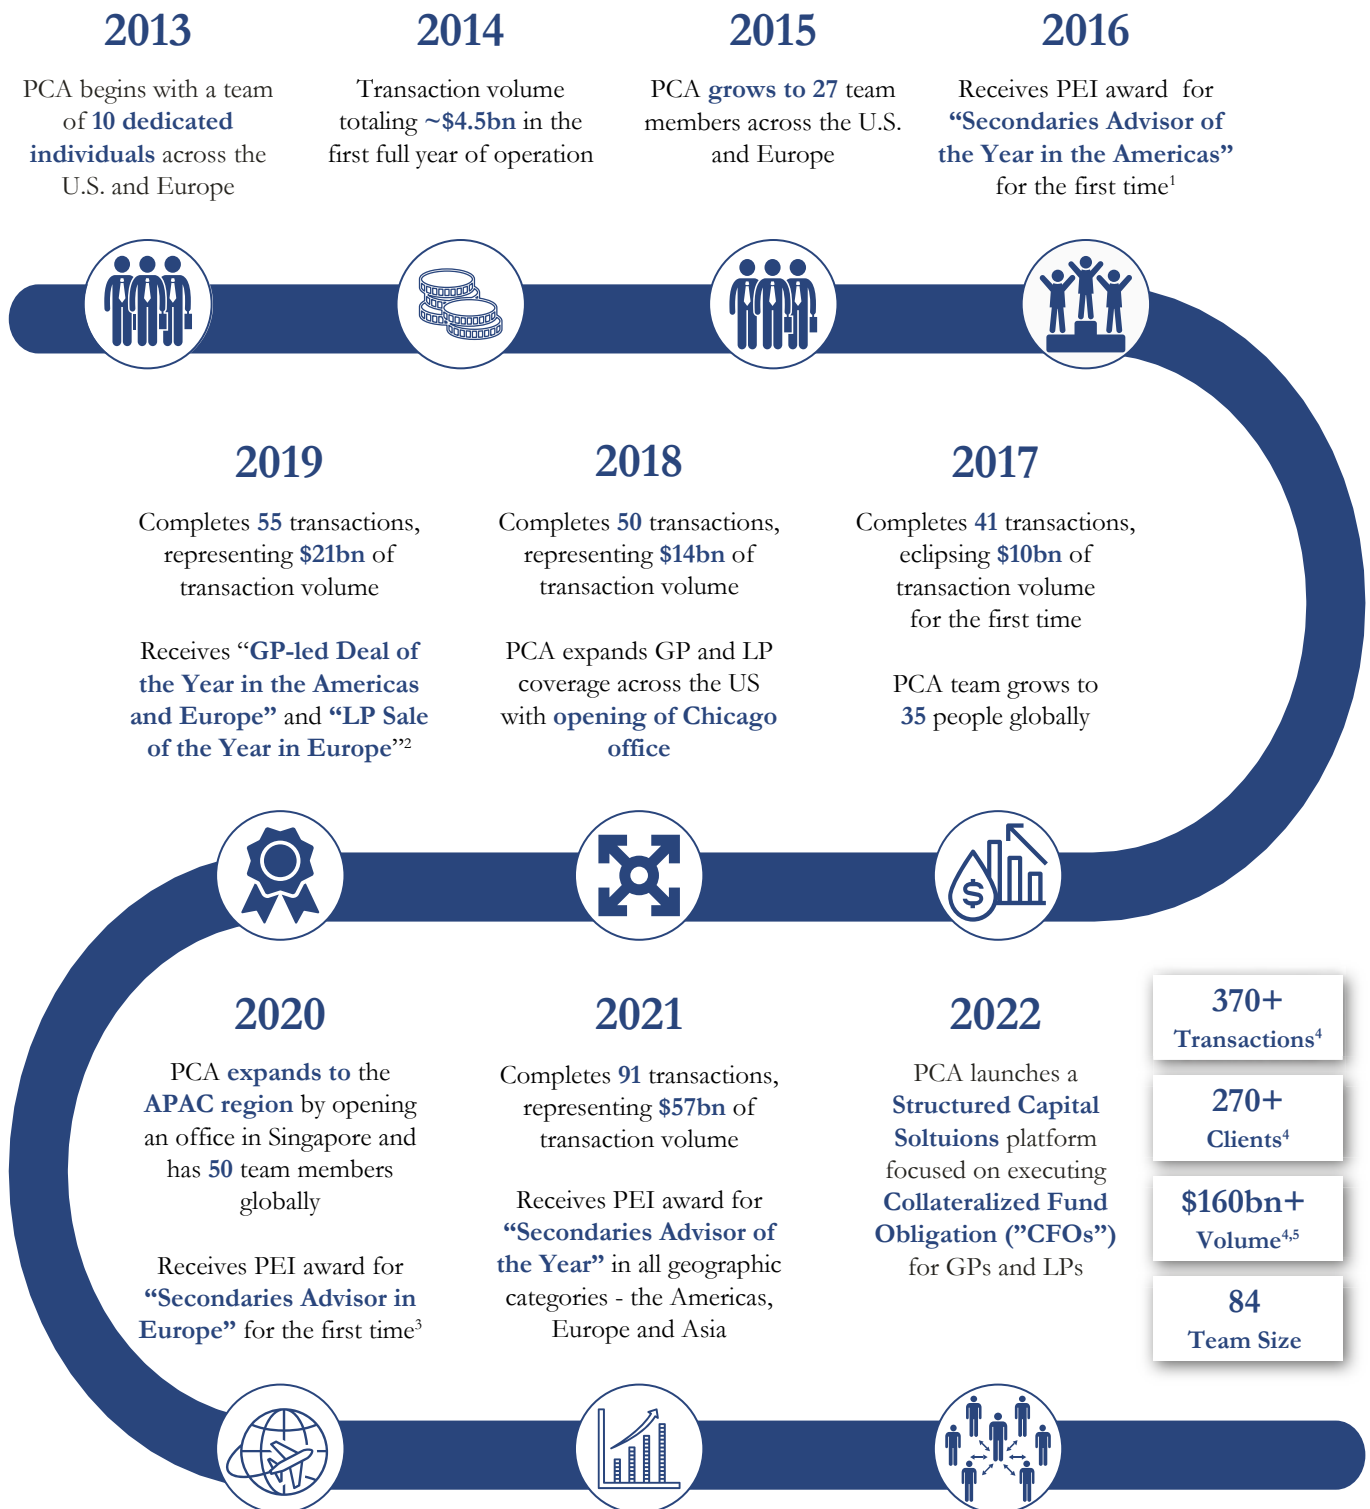 2013
PCA begins with a team
of 10 dedicated
individuals across the
U.S. and Europe
2014
Transaction volume
totaling ~$4.5bn in the
first full year of operation
2015
PCA grows to 27 team
members across the U.S.
and Europe
2016
Receives PEI award for
“Secondaries Advisor of
the Year in the Americas”
for the first time¹
2019
Completes 55 transactions,
representing $21bn of
transaction volume
Receives “GP-led Deal of
the Year in the Americas
and Europe” and “LP Sale
of the Year in Europe”²
2018
Completes 50 transactions,
representing $14bn of
transaction volume
PCA expands GP and LP
coverage across the US
with opening of Chicago
office
2017
Completes 41 transactions,
eclipsing $10bn of
transaction volume
for the first time
PCA team grows to
35 people globally
$
2020
PCA expands to the
APAC region by opening
an office in Singapore and
has 50 team members
globally
Receives PEI award for
“Secondaries Advisor in
Europe” for the first time³
2021
Completes 91 transactions,
representing $57bn of
transaction volume
Receives PEI award for
“Secondaries Advisor of
the Year” in all geographic
categories - the Americas,
Europe and Asia
2022
PCA launches a
Structured Capital
Soltuions platform
focused on executing
Collateralized Fund
Obligation (”CFOs”)
for GPs and LPs
370+
Transactions⁴
270+
Clients⁴
$160bn+
Volume⁴,⁵
84
Team Size